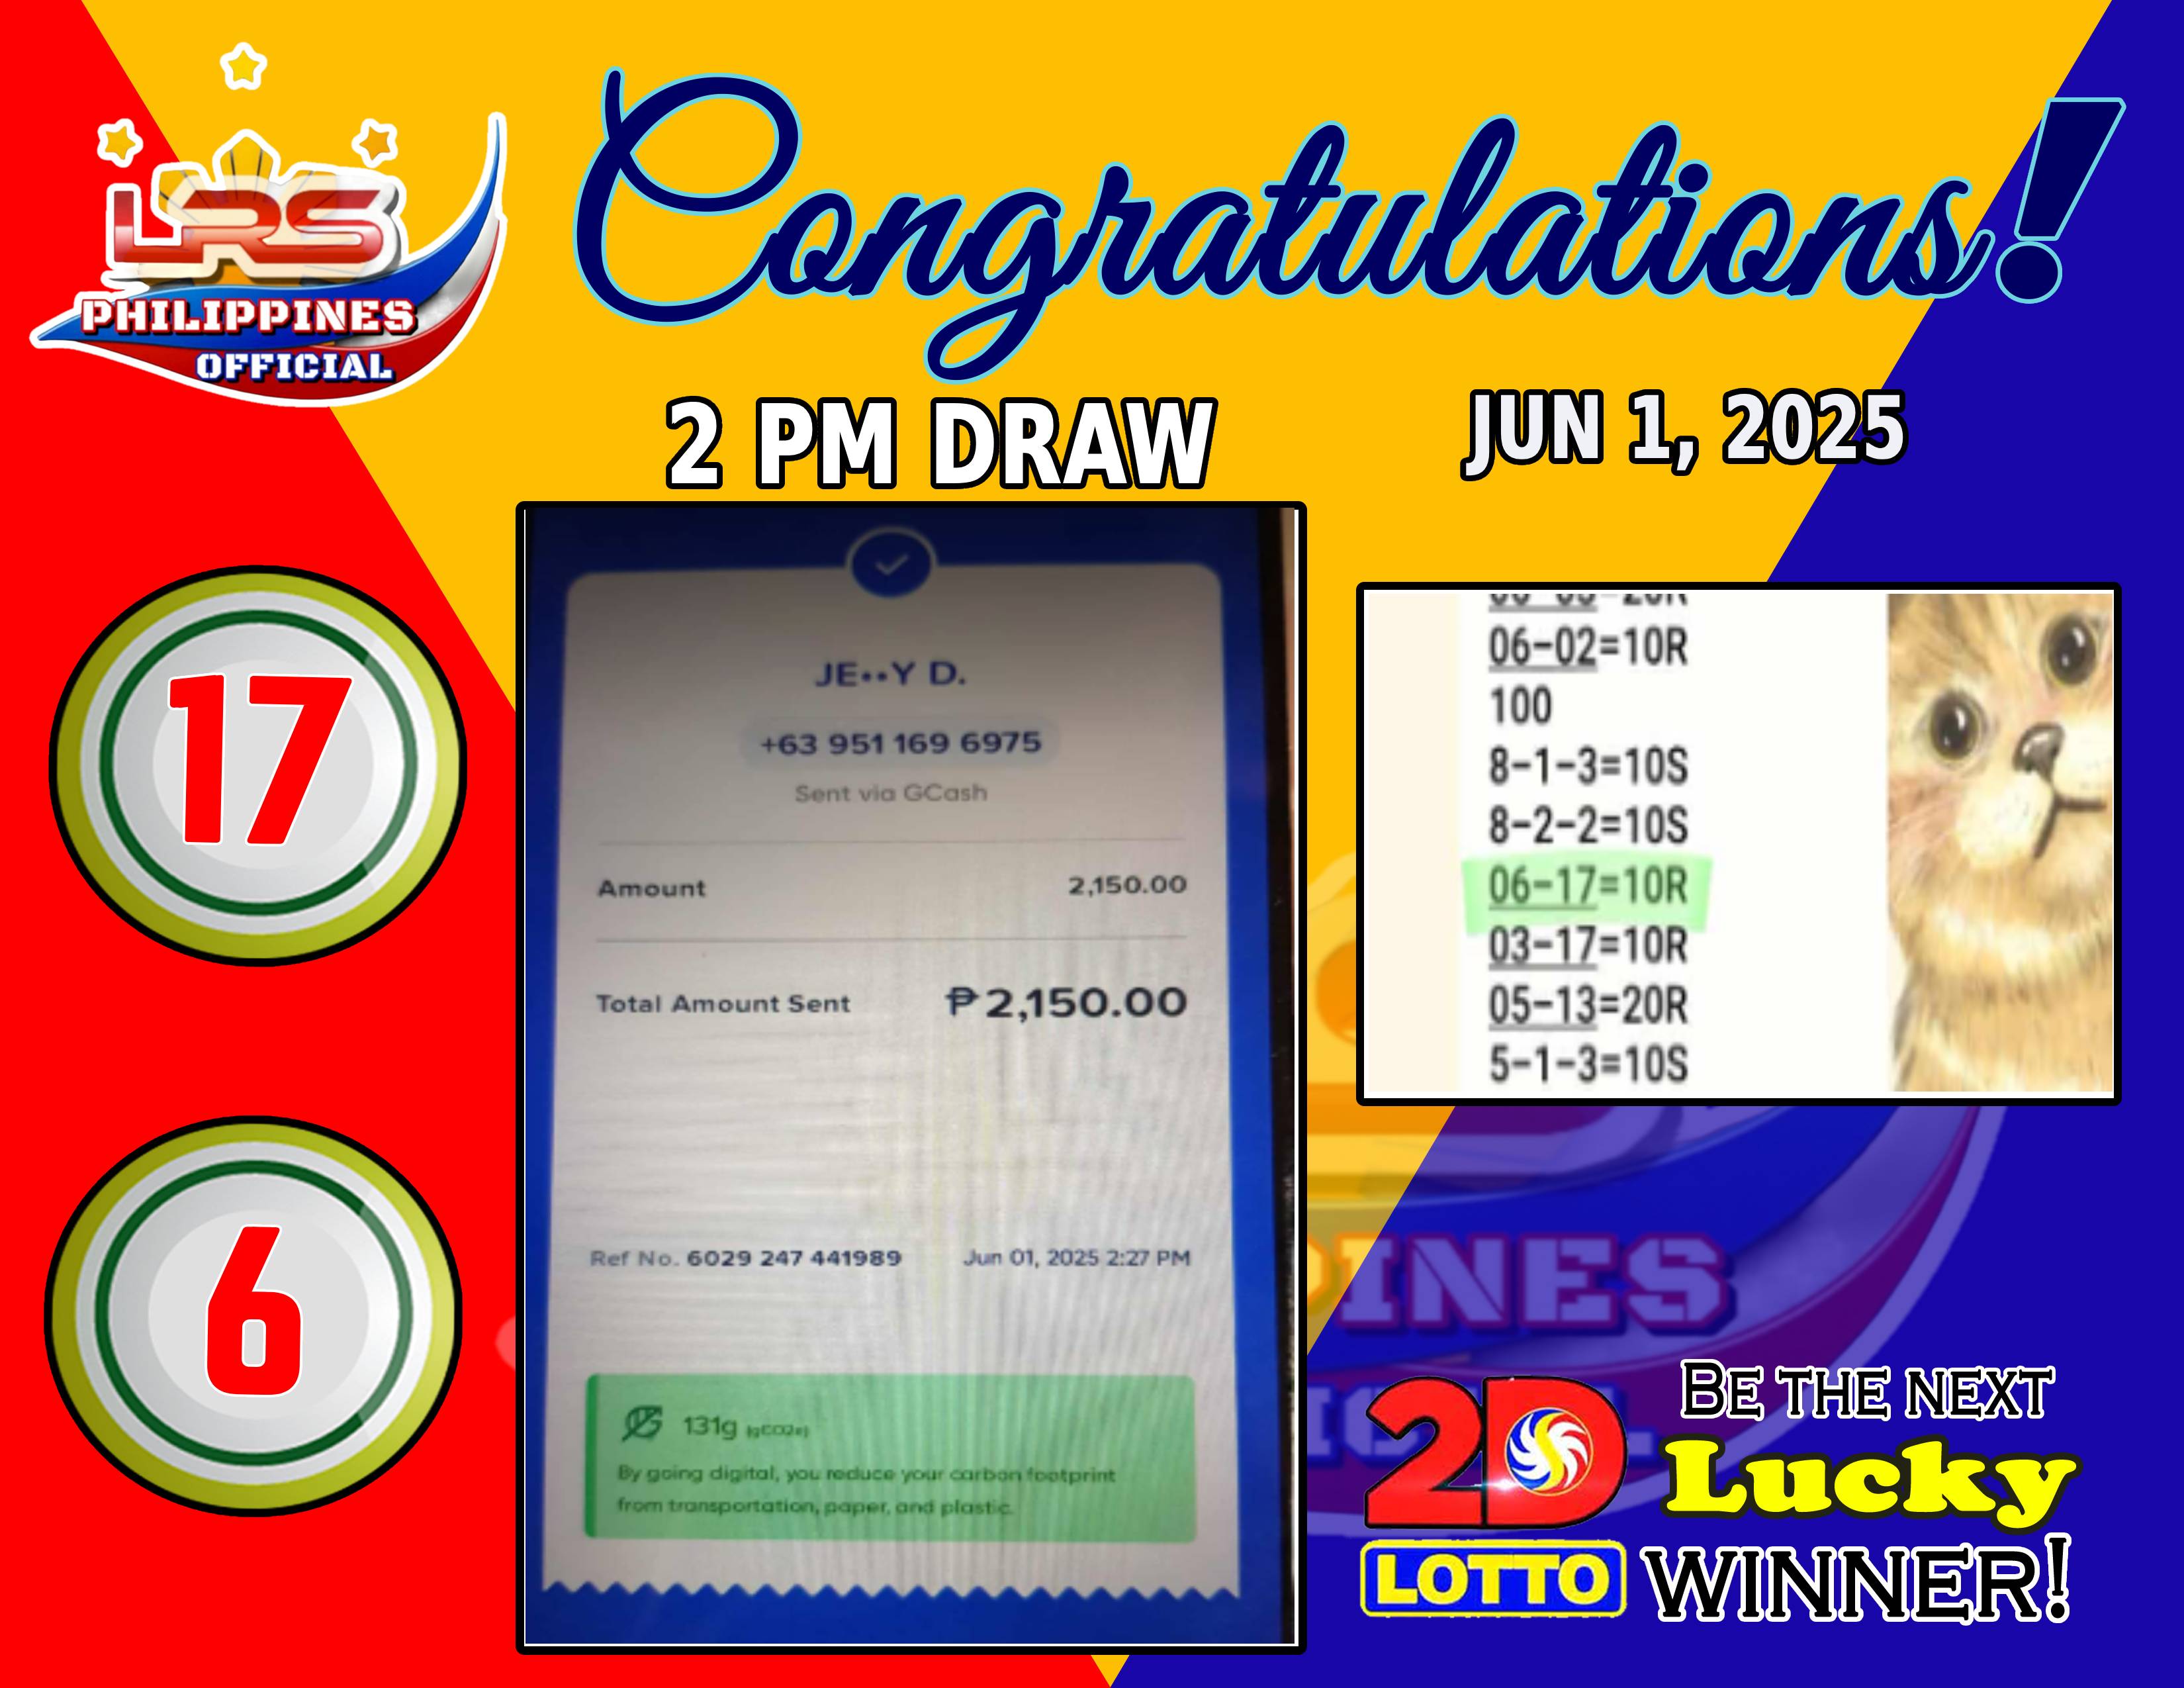 LRS
PHILIPPINES
OFFICIAL
Congratulations!
2 PM DRAW
JUN 1, 2025
17
6
JE••Y D.
+63 951 169 6975
Sent via GCash
Amount 2,150.00
Total Amount Sent ₱2,150.00
Ref No. 6029 247 441989 Jun 01, 2025 2:27 PM
131g (gCO2e)
By going digital, you reduce your carbon footprint
from transportation, paper, and plastic.
06-02=10R
100
8-1-3=10S
8-2-2=10S
06-17=10R
03-17=10R
05-13=20R
5-1-3=10S
PINES
2D
LOTTO
BE THE NEXT
Lucky
WINNER!